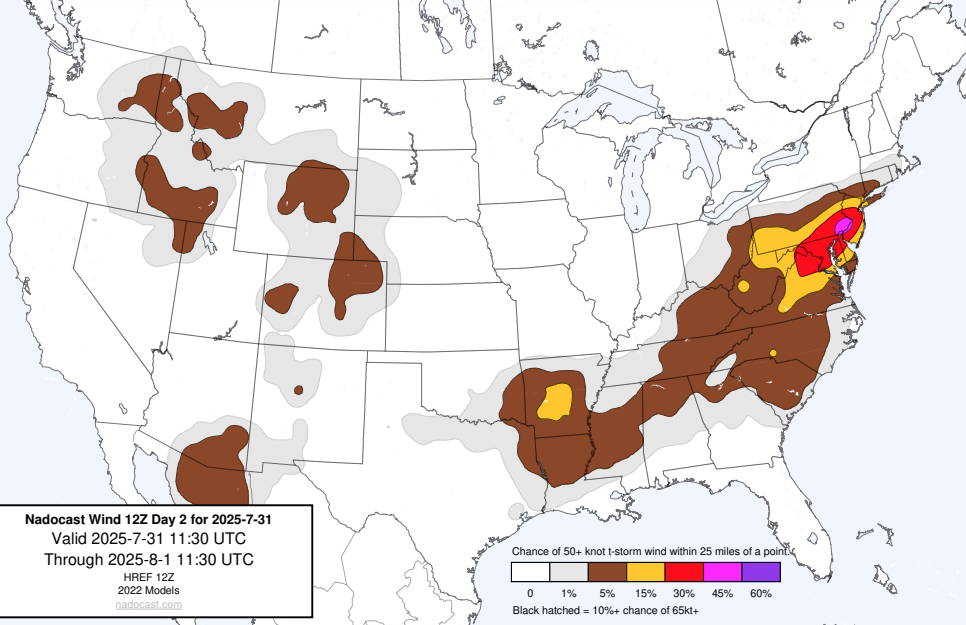 Nadocast Wind 12Z Day 2 for 2025-7-31
Valid 2025-7-31 11:30 UTC
Through 2025-8-1 11:30 UTC
HREF 12Z
2022 Models
nadocast.com
Chance of 50+ knot t-storm wind within 25 miles of a point.
0 1% 5% 15% 30% 45% 60%
Black hatched = 10%+ chance of 65kt+